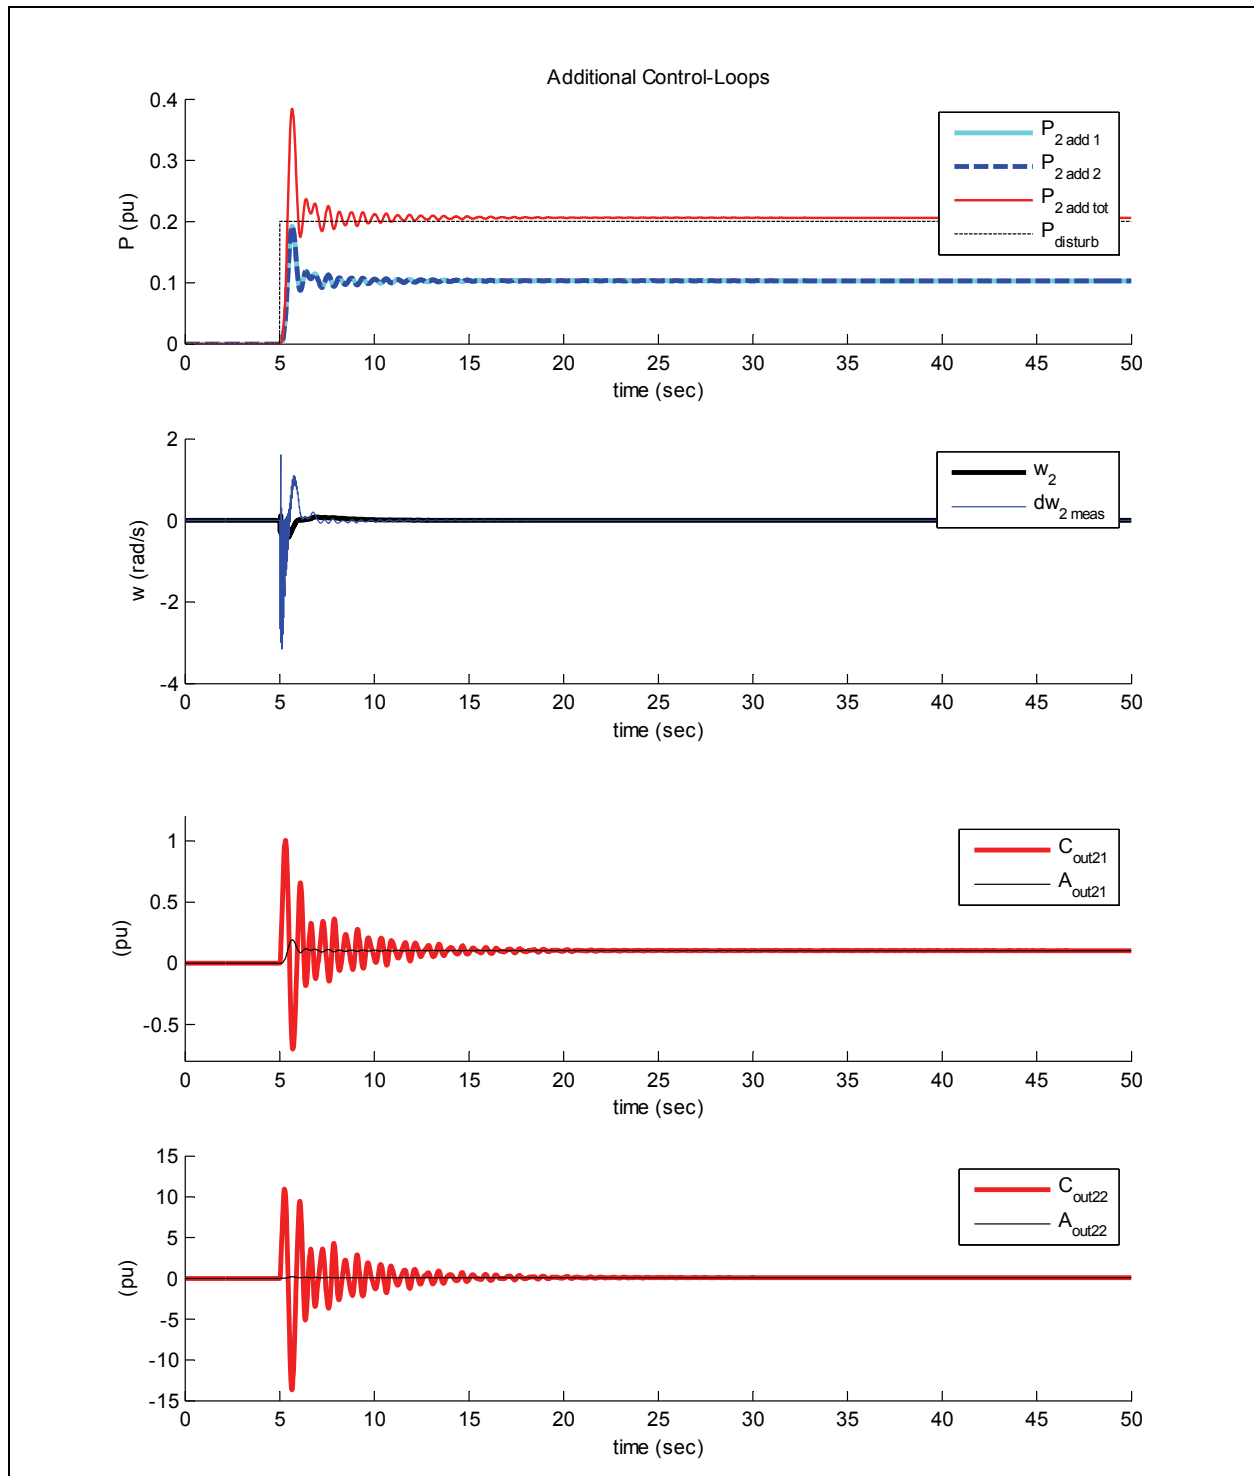 Additional Control-Loops
0.4
0.3
0.2
0.1
0
P (pu)
P2 add 1
P2 add 2
P2 add tot
Pdisturb
0 5 10 15 20 25 30 35 40 45 50
time (sec)
2
0
-2
-4
w (rad/s)
w2
dw2 meas
0 5 10 15 20 25 30 35 40 45 50
time (sec)
1
0.5
0
-0.5
(pu)
Cout21
Aout21
0 5 10 15 20 25 30 35 40 45 50
time (sec)
15
10
5
0
-5
-10
-15
(pu)
Cout22
Aout22
0 5 10 15 20 25 30 35 40 45 50
time (sec)